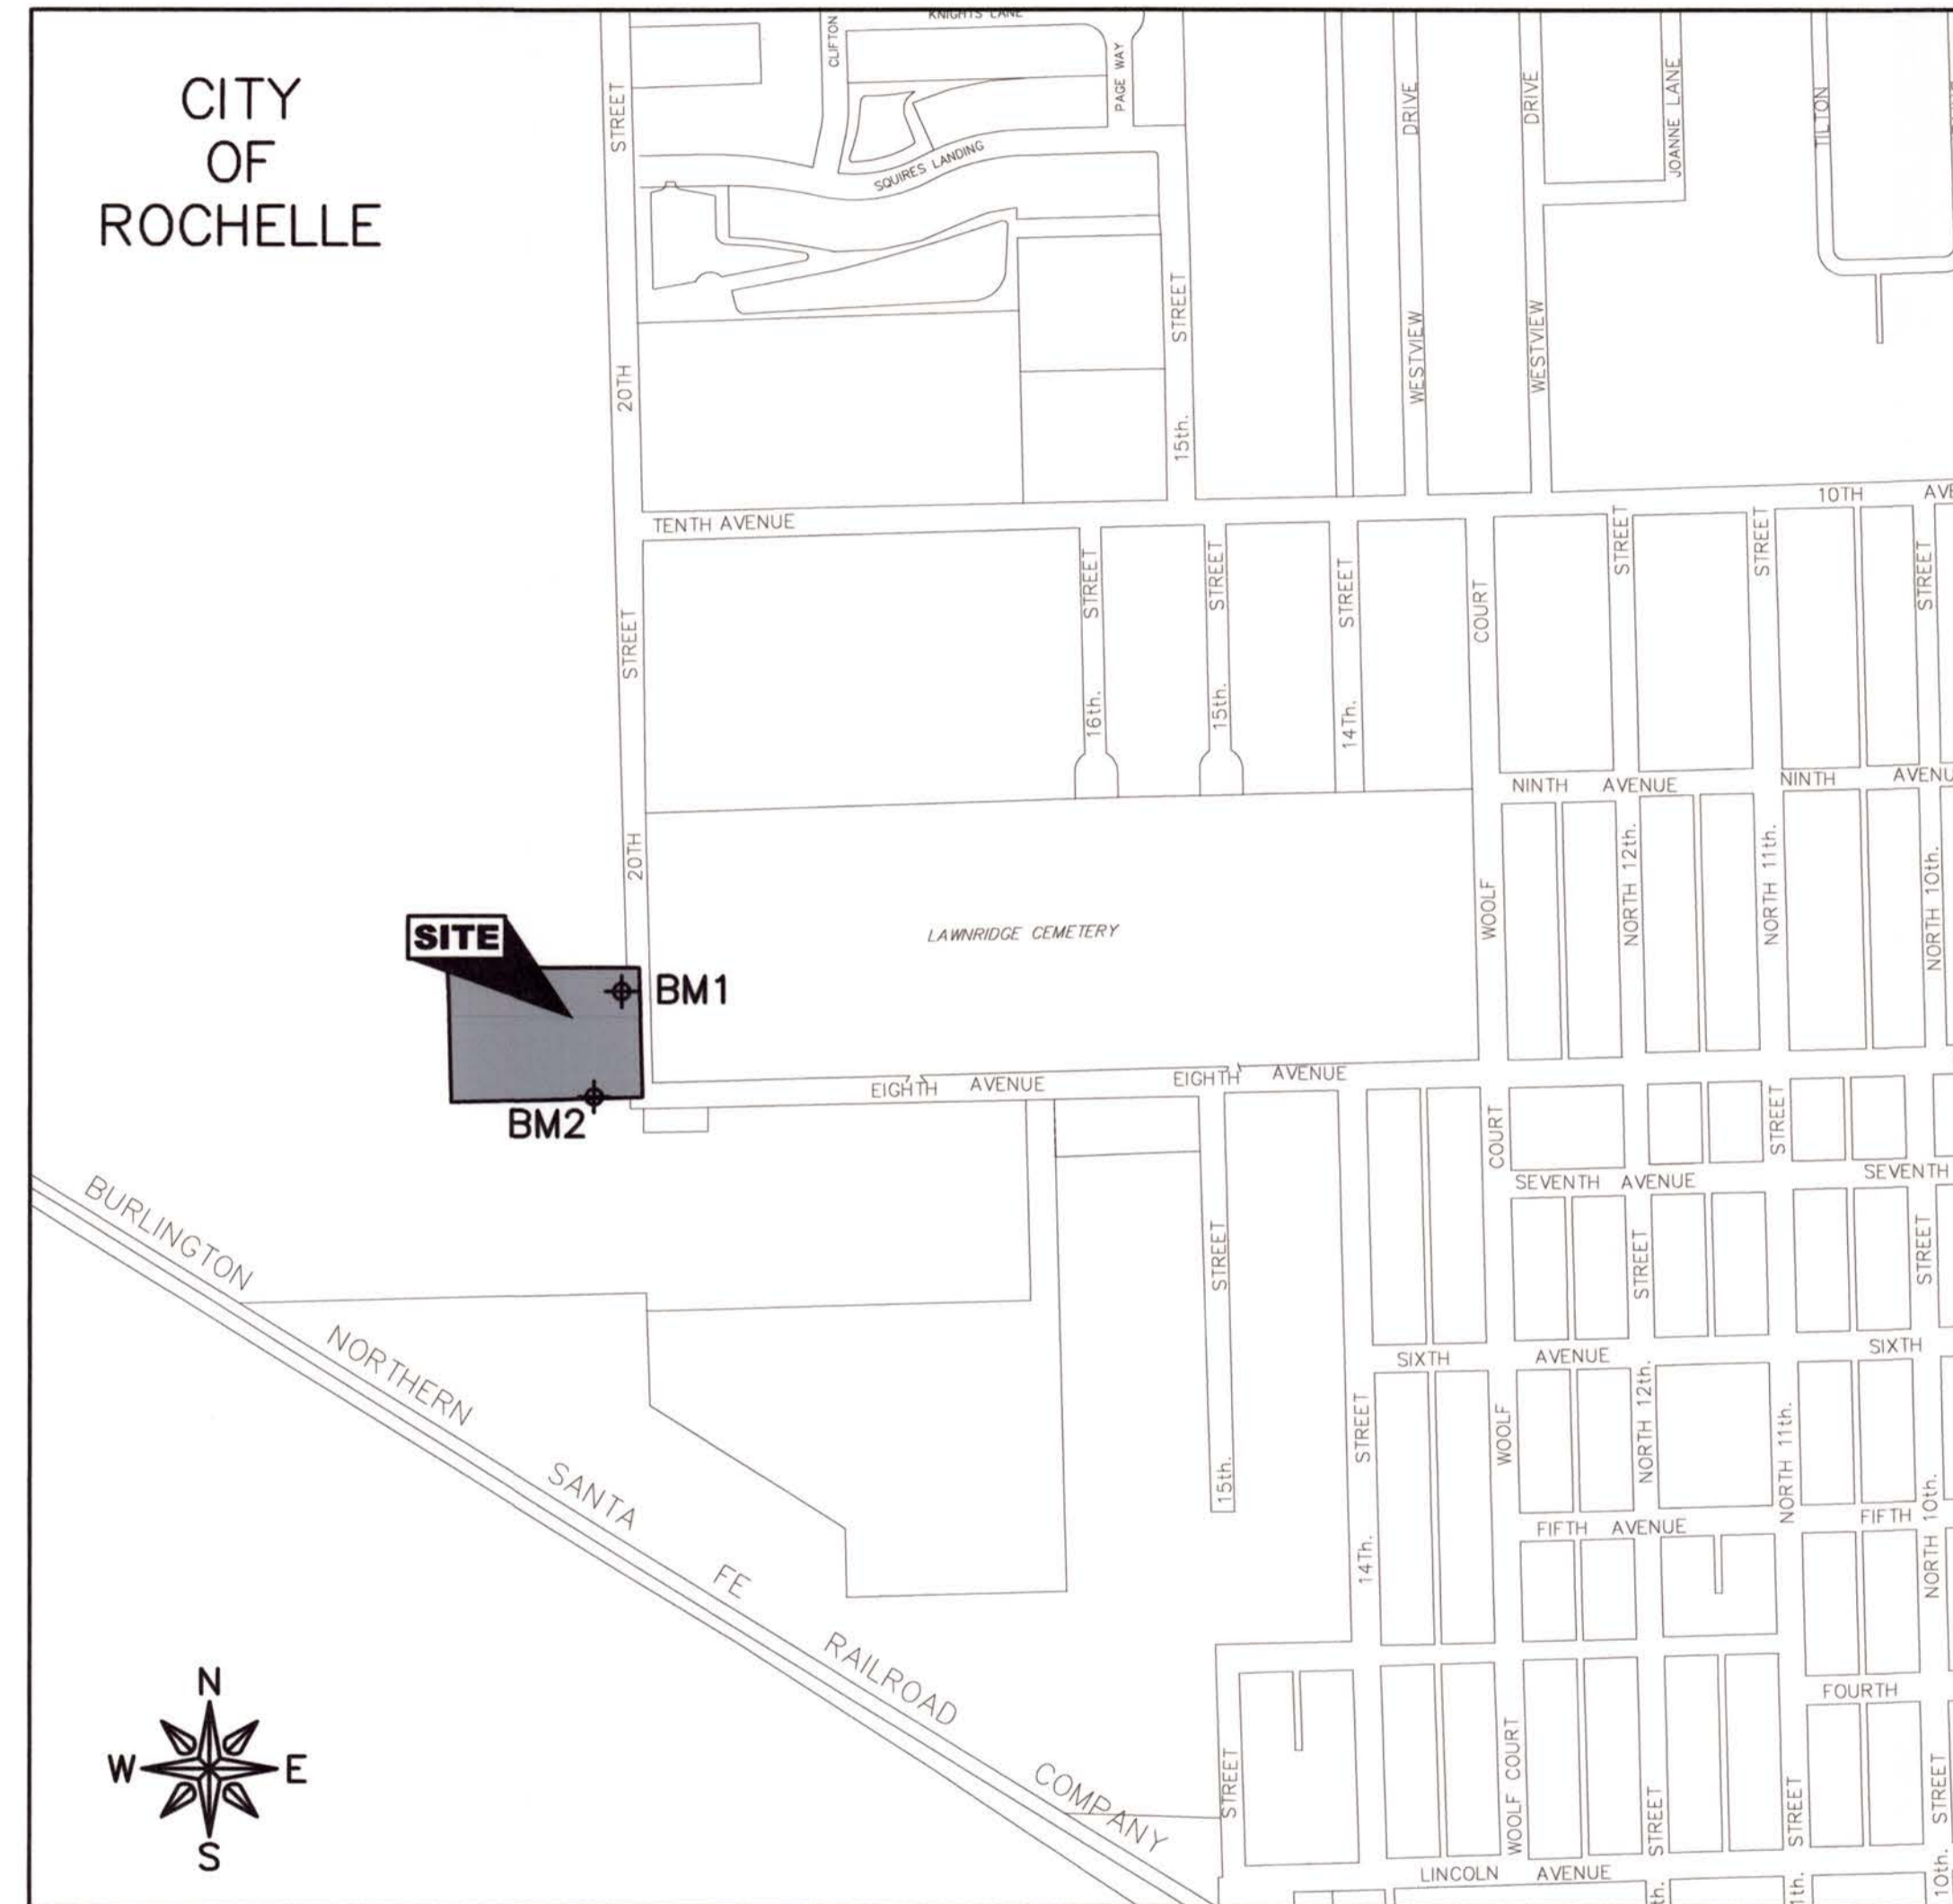 CITY
OF
ROCHELLE
KNIGHTS LANE
CLIFTON
PAGE WAY
SQUIRES LANDING
STREET
20TH
STREET
15th.
DRIVE
WESTVIEW
DRIVE
WESTVIEW
JOANNE LANE
TILTON
TENTH AVENUE
10TH
STREET
20TH
STREET
16th.
STREET
15th.
STREET
14Th.
COURT
WOOLF
STREET
NORTH 12th.
STREET
NORTH 11th.
STREET
NORTH 10th.
NINTH AVENUE
NINTH
LAWNRIDGE CEMETERY
SITE
BM1
BM2
EIGHTH AVENUE
EIGHTH AVENUE
COURT
WOOLF
STREET
SEVENTH AVENUE
SEVENTH
STREET
15th.
STREET
NORTH 12th.
STREET
NORTH 10th.
NORTH 11th.
SIXTH AVENUE
SIXTH
STREET
14Th.
FIFTH AVENUE
FIFTH
FOURTH
BURLINGTON NORTHERN SANTA FE RAILROAD COMPANY
STREET
WOOLF COURT
STREET
STREET
STREET
10th.
LINCOLN AVENUE
N
W E
S